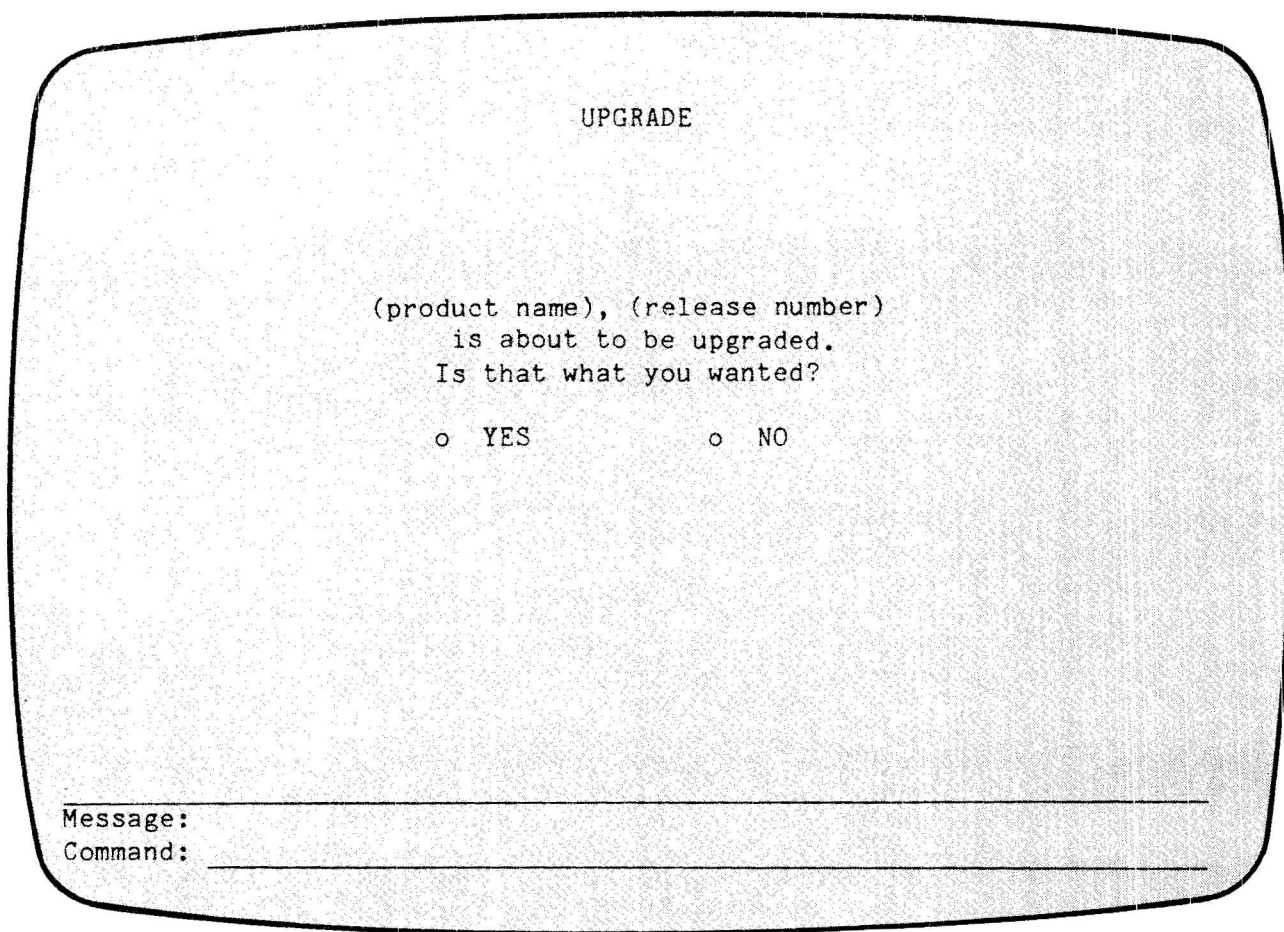 UPGRADE
(product name), (release number)
is about to be upgraded.
Is that what you wanted?
o YES o NO
Message:
Command: